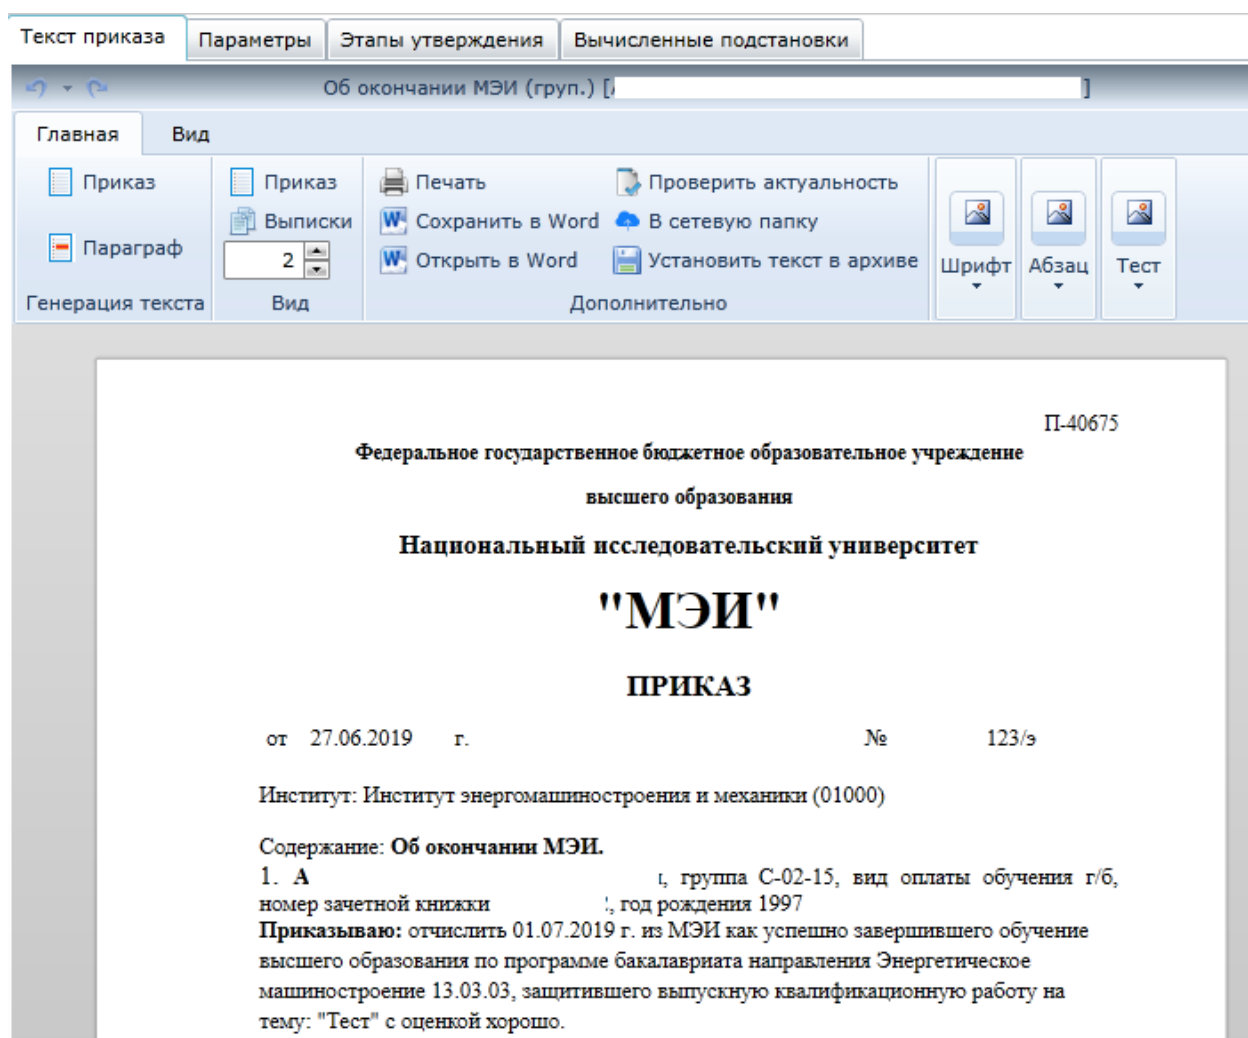 Текст приказа Параметры Этапы утверждения Вычисленные подстановки
Об окончании МЭИ (груп.) [ ]
Главная Вид
Приказ Приказ Печать Проверить актуальность
Выписки Сохранить в Word В сетевую папку
Параграф 2 Открыть в Word Установить текст в архиве Шрифт Абзац Тест
Генерация текста Вид Дополнительно
П-40675
Федеральное государственное бюджетное образовательное учреждение
высшего образования
Национальный исследовательский университет
"МЭИ"
ПРИКАЗ
от 27.06.2019 г. № 123/э
Институт: Институт энергомашиностроения и механики (01000)
Содержание: Об окончании МЭИ.
1. А , группа С-02-15, вид оплаты обучения г/б,
номер зачетной книжки , год рождения 1997
Приказываю: отчислить 01.07.2019 г. из МЭИ как успешно завершившего обучение
высшего образования по программе бакалавриата направления Энергетическое
машиностроение 13.03.03, защитившего выпускную квалификационную работу на
тему: "Тест" с оценкой хорошо.